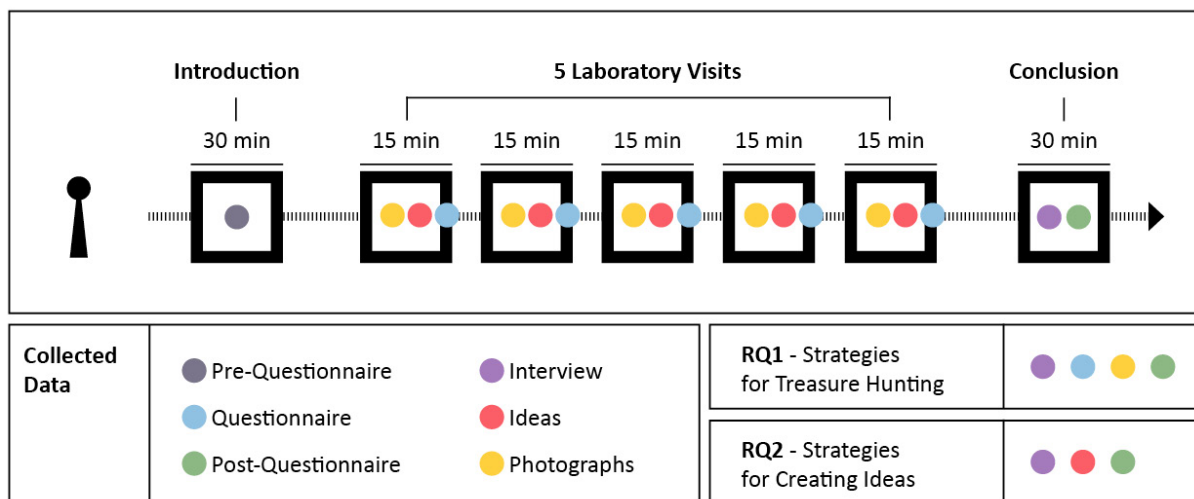 Introduction
5 Laboratory Visits
Conclusion
30 min
15 min
15 min
15 min
15 min
15 min
30 min
Collected
Data
Pre-Questionnaire
Questionnaire
Post-Questionnaire
Interview
Ideas
Photographs
RQ1 - Strategies
for Treasure Hunting
RQ2 - Strategies
for Creating Ideas